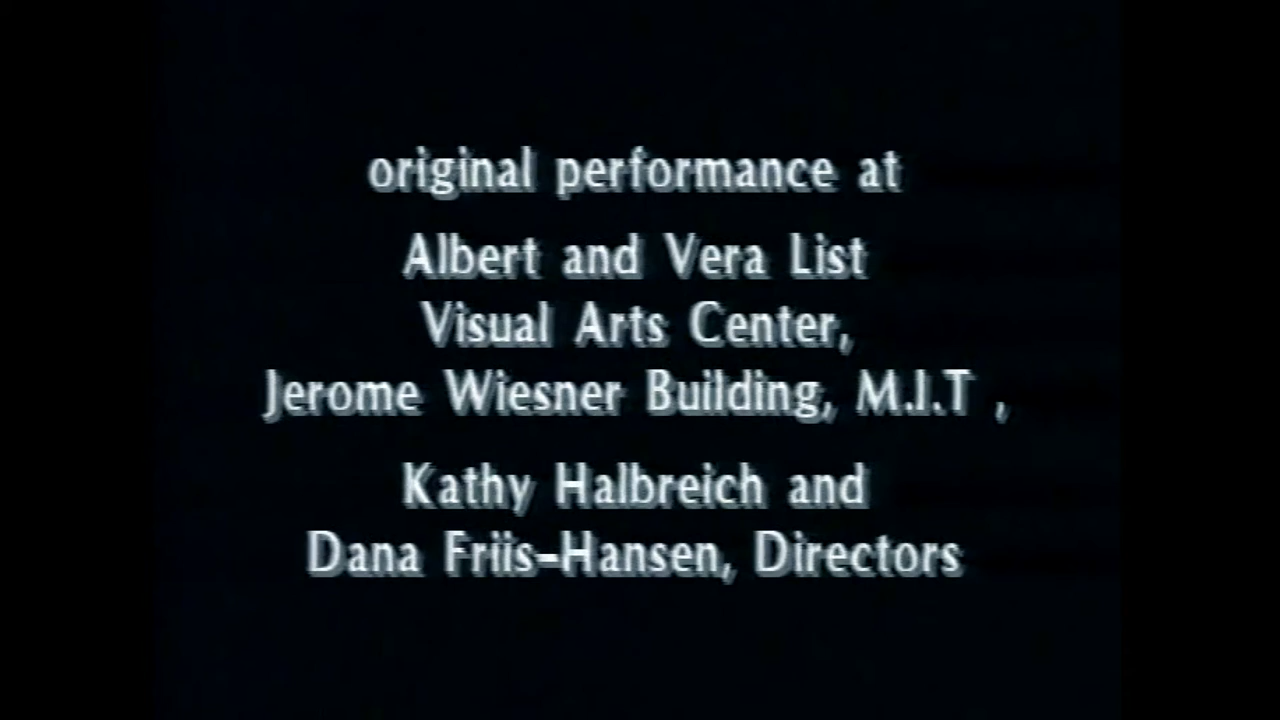 original performance at
Albert and Vera List
Visual Arts Center,
Jerome Wiesner Building, M.I.T ,
Kathy Halbreich and
Dana Friis-Hansen, Directors